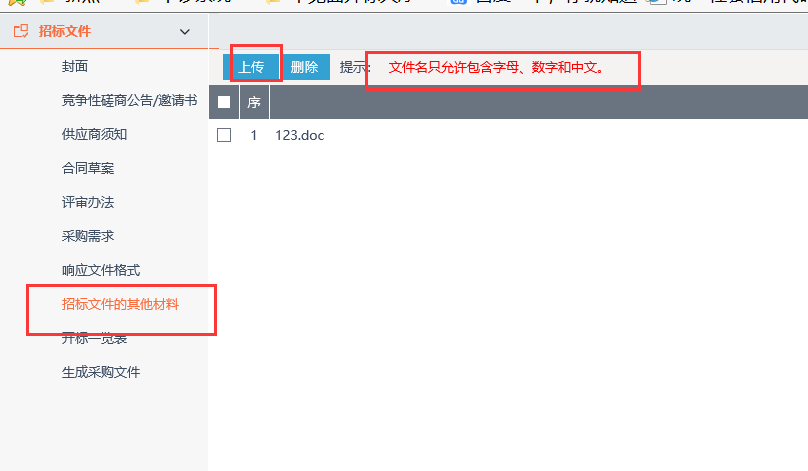 招标文件
封面
竞争性磋商公告/邀请书
供应商须知
合同草案
评审办法
采购需求
响应文件格式
招标文件的其他材料
开标一览表
生成采购文件
上传 删除 提示: 文件名只允许包含字母、数字和中文。
序
1 123.doc